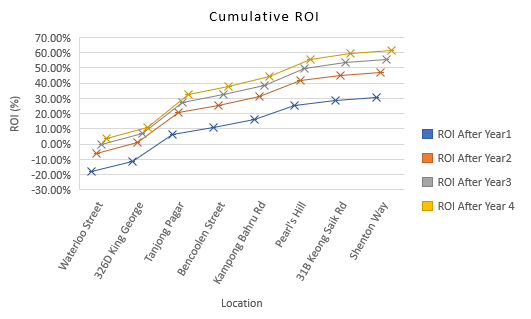 Cumulative ROI
70.00%
60.00%
50.00%
40.00%
30.00%
20.00%
10.00%
0.00%
-10.00%
-20.00%
-30.00%
ROI (%)
Waterloo Street
326D King George
Tanjong Pagar
Bencoolen Street
Kampong Bahru Rd
Pearl's Hill
31B Keong Saik Rd
Shenton Way
Location
ROI After Year1
ROI After Year2
ROI After Year3
ROI After Year 4